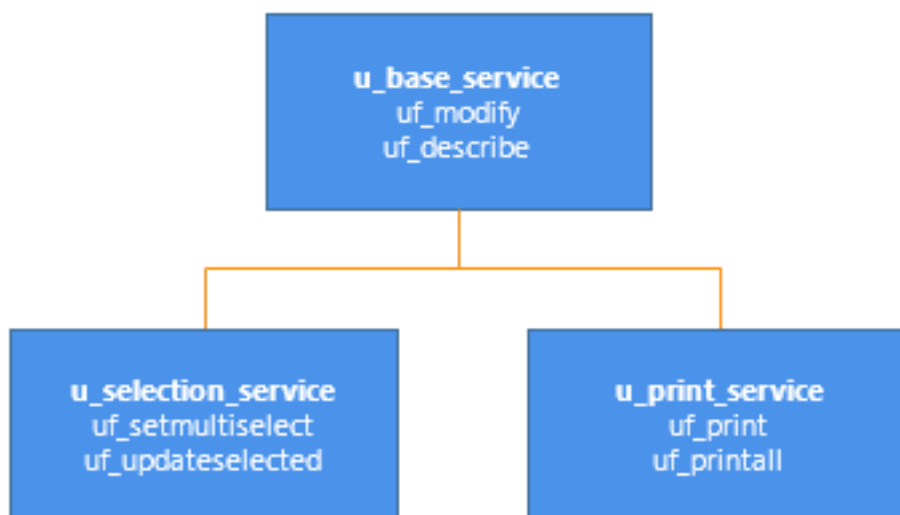 u_base_service
uf_modify
uf_describe
u_selection_service
uf_setmultiselect
uf_updateselected
u_print_service
uf_print
uf_printall